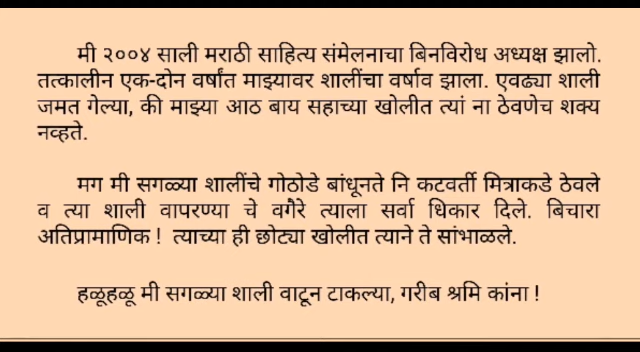 मी २००४ साली मराठी साहित्य संमेलनाचा बिनविरोध अध्यक्ष झालो.
तत्कालीन एक-दोन वर्षांत माझ्यावर शालींचा वर्षाव झाला. एवढ्या शाली
जमत गेल्या, की माझ्या आठ बाय सहाच्या खोलीत त्यां ना ठेवणेच शक्य
नव्हते.
मग मी सगळ्या शालींचे गोठोडे बांधूनते नि कटवर्ती मित्राकडे ठेवले
व त्या शाली वापरण्या चे वगैरे त्याला सर्वा धिकार दिले. बिचारा
अतिप्रामाणिक ! त्याच्या ही छोट्या खोलीत त्याने ते सांभाळले.
हळूहळू मी सगळ्या शाली वाटून टाकल्या, गरीब श्रमि कांना !